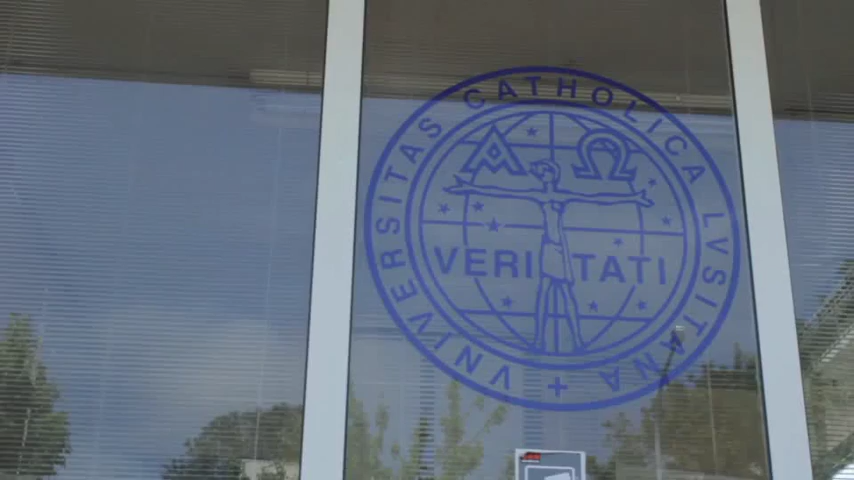 VNIVERSITAS CATHOLICA LVSITANA +
Α Ω
VERITATI